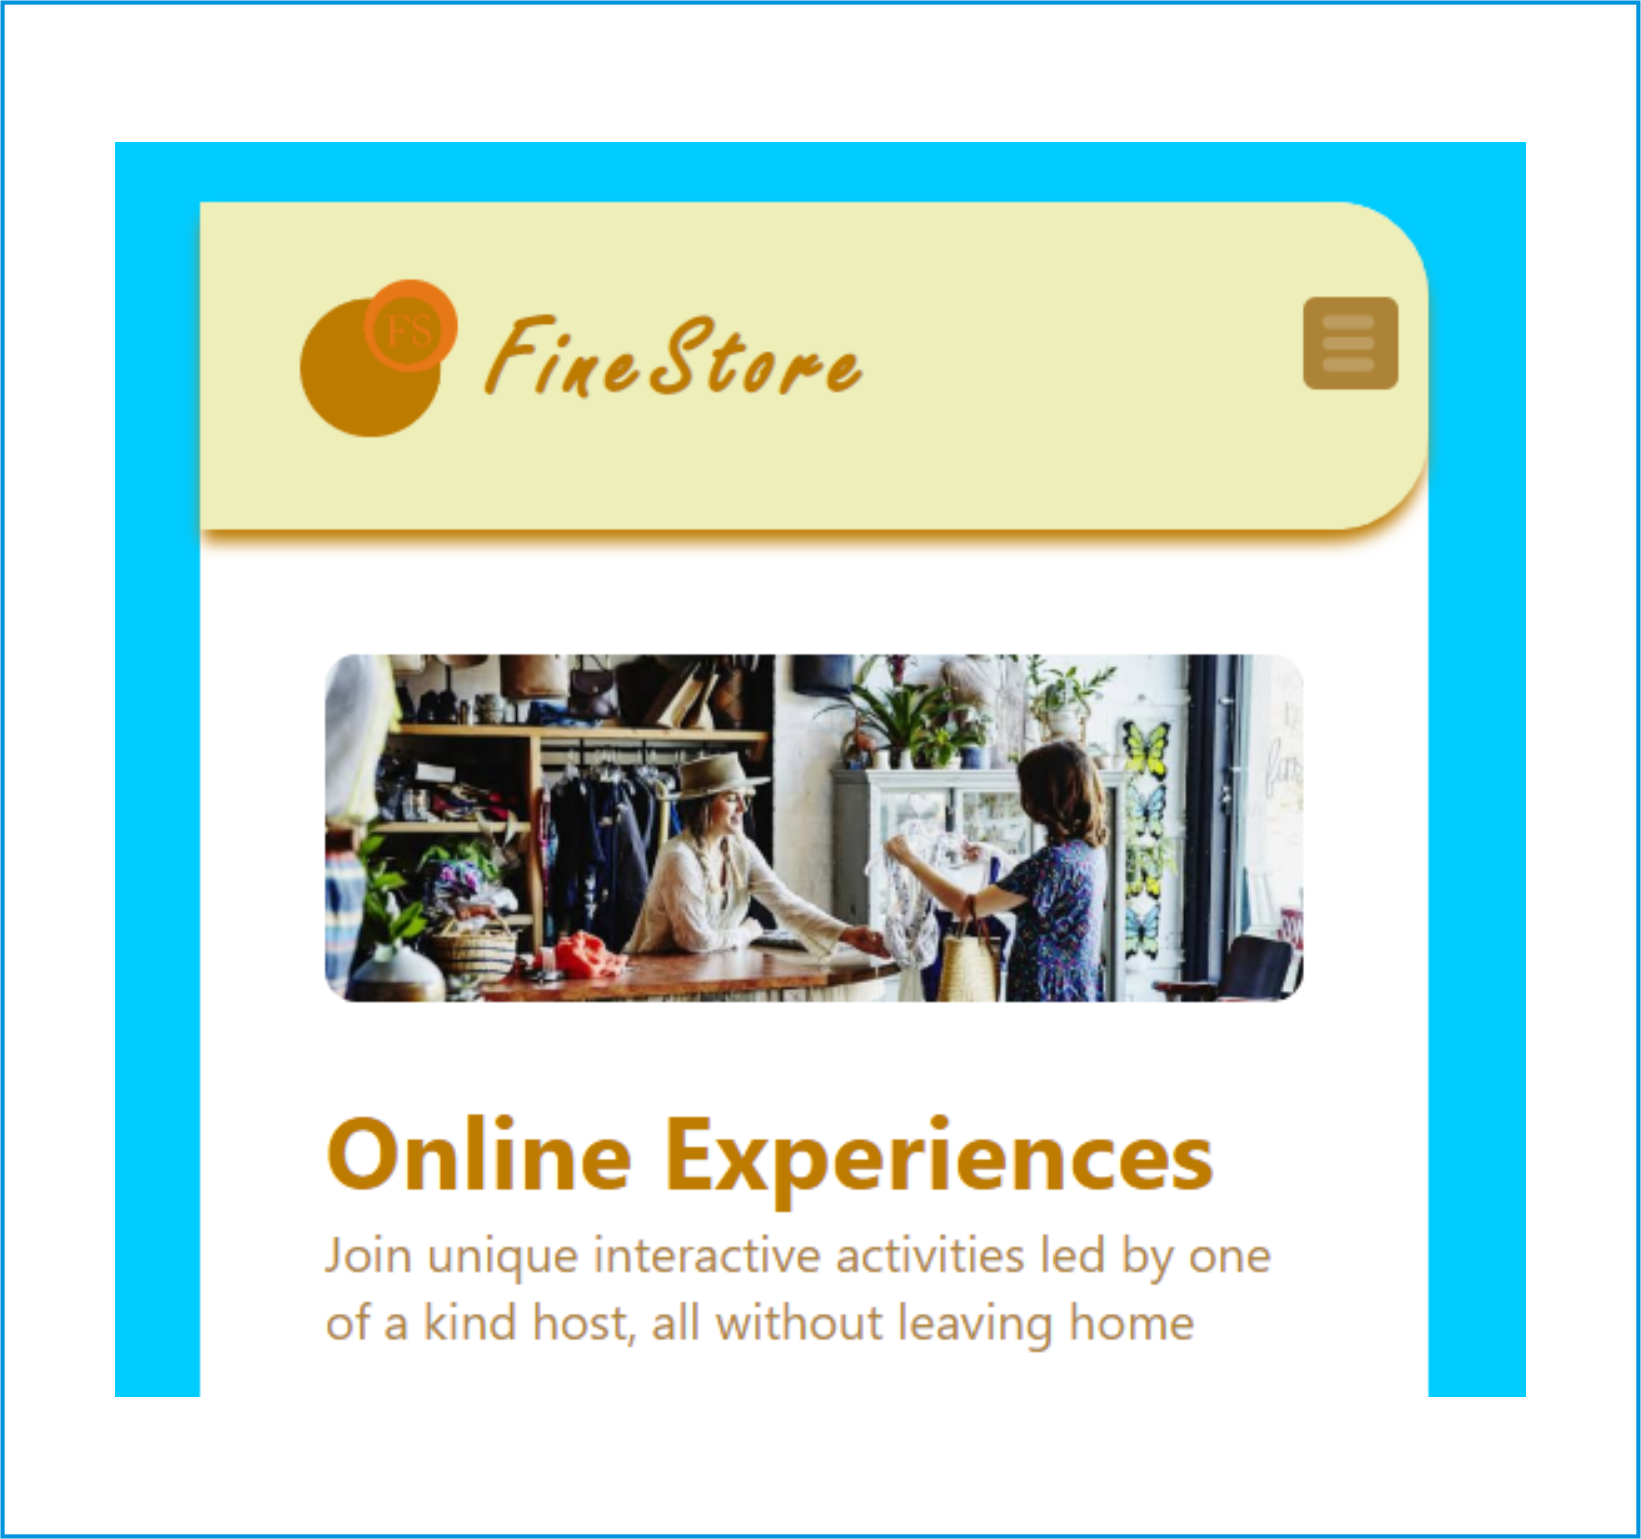 FS
FineStore
Online Experiences
Join unique interactive activities led by one
of a kind host, all without leaving home